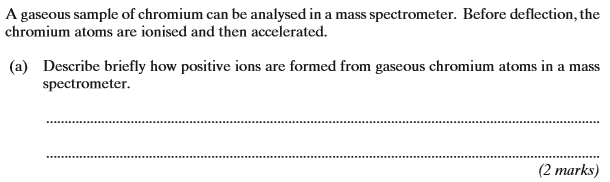 A gaseous sample of chromium can be analysed in a mass spectrometer. Before deflection, the
chromium atoms are ionised and then accelerated.
(a) Describe briefly how positive ions are formed from gaseous chromium atoms in a mass
spectrometer.
(2 marks)